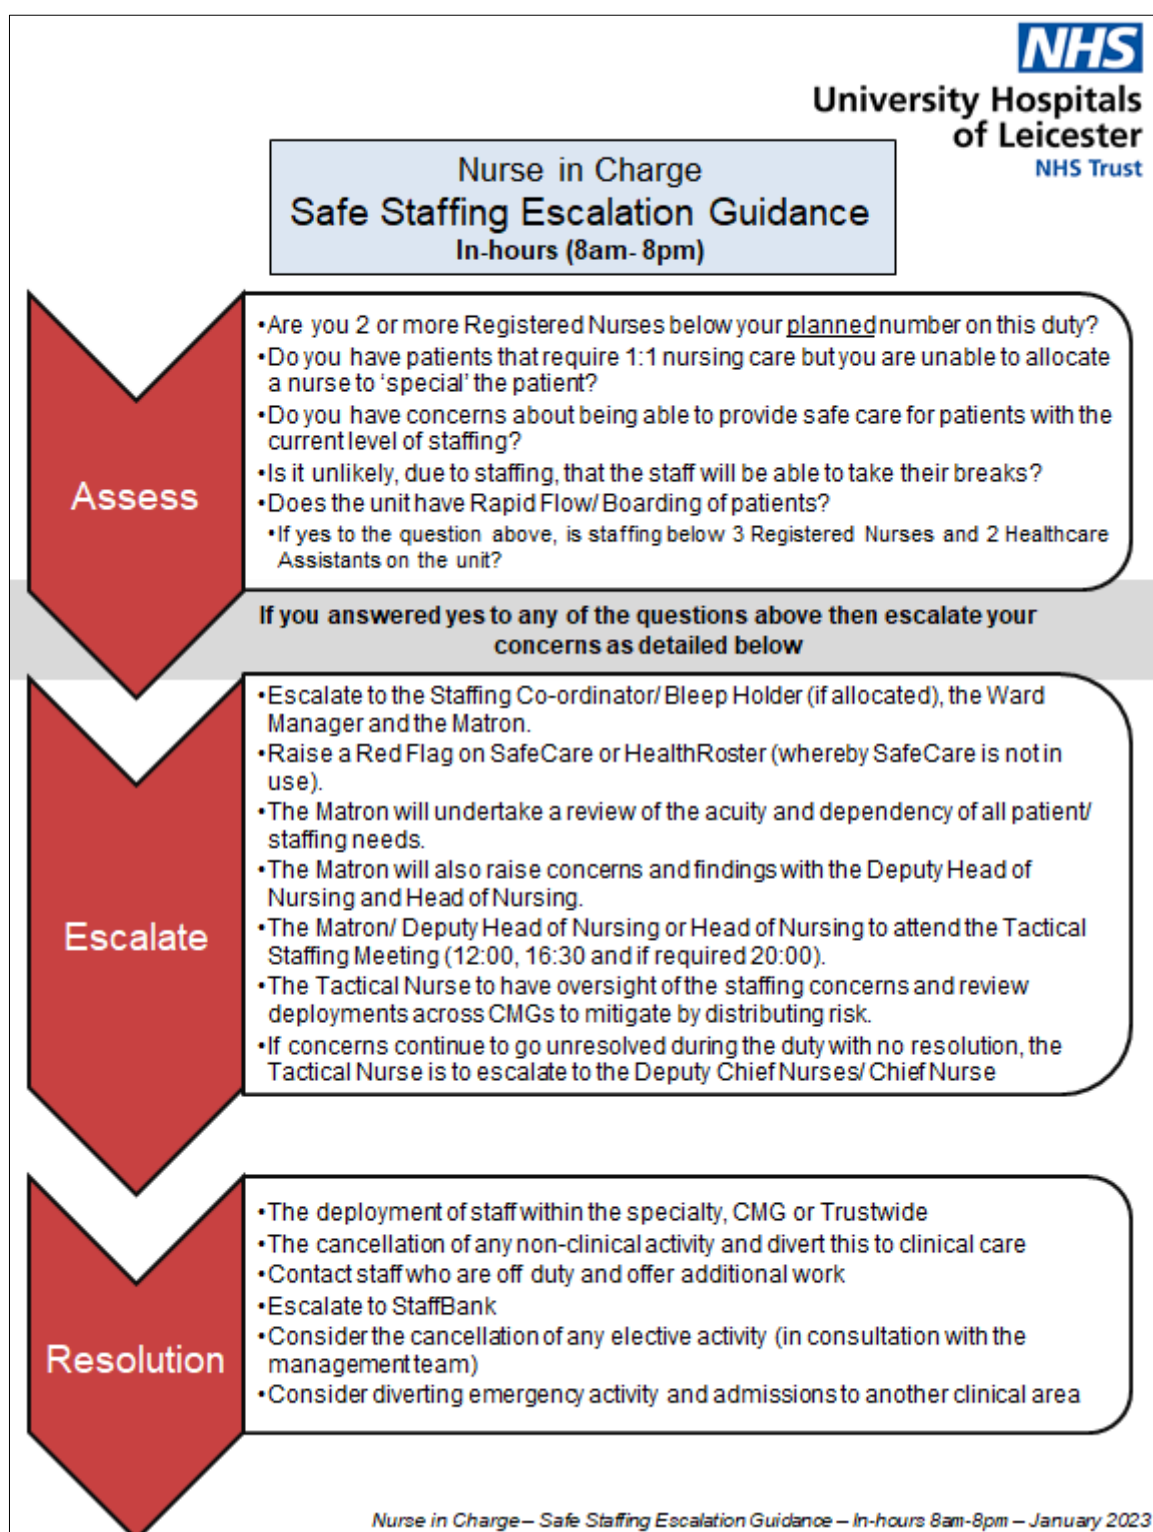 NHS
University Hospitals
of Leicester
NHS Trust
Nurse in Charge
Safe Staffing Escalation Guidance
In-hours (8am- 8pm)
Assess
•Are you 2 or more Registered Nurses below your planned number on this duty?
•Do you have patients that require 1:1 nursing care but you are unable to allocate
a nurse to ‘special’ the patient?
•Do you have concerns about being able to provide safe care for patients with the
current level of staffing?
•Is it unlikely, due to staffing, that the staff will be able to take their breaks?
•Does the unit have Rapid Flow/ Boarding of patients?
•If yes to the question above, is staffing below 3 Registered Nurses and 2 Healthcare
Assistants on the unit?
If you answered yes to any of the questions above then escalate your
concerns as detailed below
Escalate
•Escalate to the Staffing Co-ordinator/ Bleep Holder (if allocated), the Ward
Manager and the Matron.
•Raise a Red Flag on SafeCare or HealthRoster (whereby SafeCare is not in
use).
•The Matron will undertake a review of the acuity and dependency of all patient/
staffing needs.
•The Matron will also raise concerns and findings with the Deputy Head of
Nursing and Head of Nursing.
•The Matron/ Deputy Head of Nursing or Head of Nursing to attend the Tactical
Staffing Meeting (12:00, 16:30 and if required 20:00).
•The Tactical Nurse to have oversight of the staffing concerns and review
deployments across CMGs to mitigate by distributing risk.
•If concerns continue to go unresolved during the duty with no resolution, the
Tactical Nurse is to escalate to the Deputy Chief Nurses/ Chief Nurse
Resolution
•The deployment of staff within the specialty, CMG or Trustwide
•The cancellation of any non-clinical activity and divert this to clinical care
•Contact staff who are off duty and offer additional work
•Escalate to StaffBank
•Consider the cancellation of any elective activity (in consultation with the
management team)
•Consider diverting emergency activity and admissions to another clinical area
Nurse in Charge – Safe Staffing Escalation Guidance – In-hours 8am-8pm – January 2023